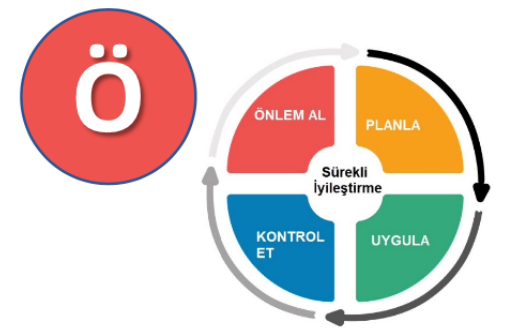 Ö
ÖNLEM AL
PLANLA
Sürekli
İyileştirme
KONTROL
ET
UYGULA